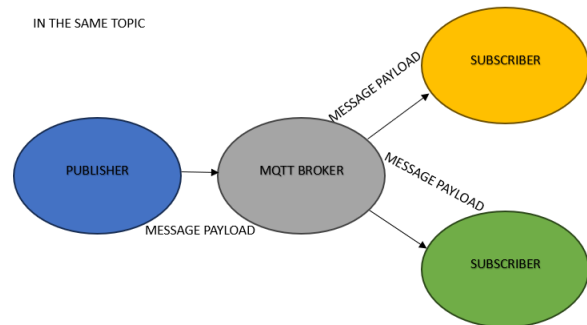 IN THE SAME TOPIC
SUBSCRIBER
MESSAGE PAYLOAD
PUBLISHER
MQTT BROKER
MESSAGE PAYLOAD
MESSAGE PAYLOAD
SUBSCRIBER